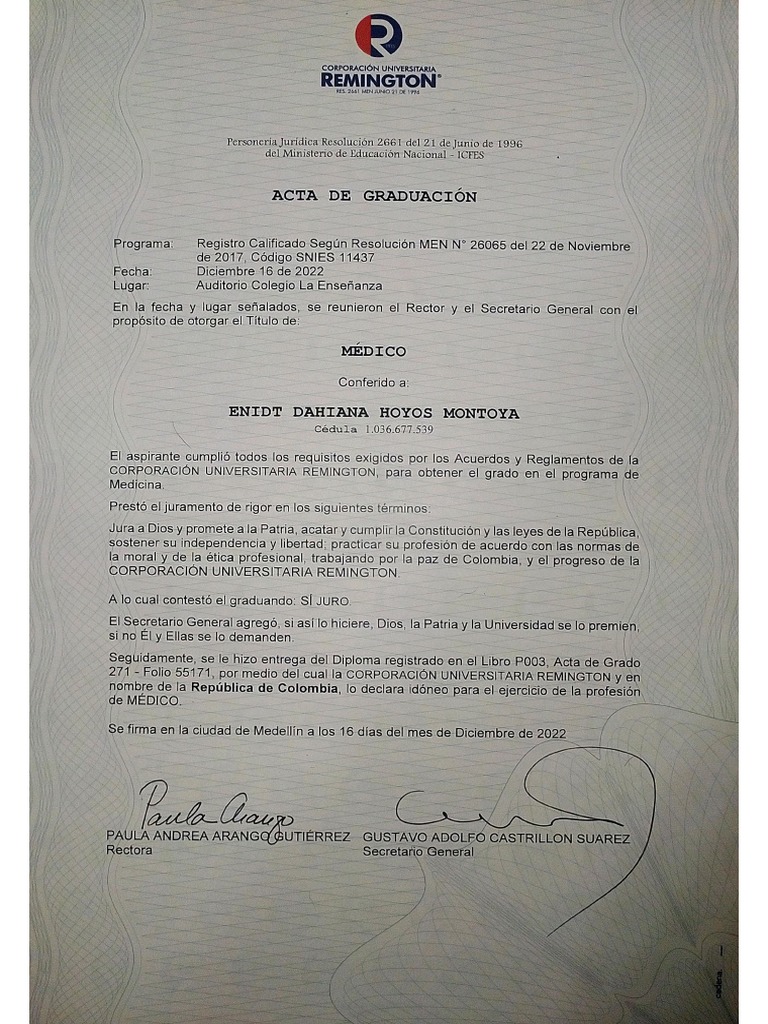 R
CORPORACIÓN UNIVERSITARIA
REMINGTON®
RES. 2661 MEN JUNIO 21 DE 1996
Personería Jurídica Resolución 2661 del 21 de Junio de 1996
del Ministerio de Educación Nacional - ICFES
ACTA DE GRADUACIÓN
Programa: Registro Calificado Según Resolución MEN N° 26065 del 22 de Noviembre
de 2017, Código SNIES 11437
Fecha: Diciembre 16 de 2022
Lugar: Auditorio Colegio La Enseñanza
En la fecha y lugar señalados, se reunieron el Rector y el Secretario General con el
propósito de otorgar el Título de:
MÉDICO
Conferido a:
ENIDT DAHIANA HOYOS MONTOYA
Cédula 1.036.677.539
El aspirante cumplió todos los requisitos exigidos por los Acuerdos y Reglamentos de la
CORPORACIÓN UNIVERSITARIA REMINGTON, para obtener el grado en el programa de
Medicina.
Prestó el juramento de rigor en los siguientes términos:
Jura a Dios y promete a la Patria, acatar y cumplir la Constitución y las leyes de la República,
sostener su independencia y libertad; practicar su profesión de acuerdo con las normas de
la moral y de la ética profesional, trabajando por la paz de Colombia, y el progreso de la
CORPORACIÓN UNIVERSITARIA REMINGTON.
A lo cual contestó el graduando: SÍ JURO.
El Secretario General agregó, si así lo hiciere, Dios, la Patria y la Universidad se lo premien,
si no Él y Ellas se lo demanden.
Seguidamente, se le hizo entrega del Diploma registrado en el Libro P003, Acta de Grado
271 - Folio 55171, por medio del cual la CORPORACIÓN UNIVERSITARIA REMINGTON y en
nombre de la República de Colombia, lo declara idóneo para el ejercicio de la profesión
de MÉDICO.
Se firma en la ciudad de Medellín a los 16 días del mes de Diciembre de 2022
Paula Arango
PAULA ANDREA ARANGO GUTIÉRREZ GUSTAVO ADOLFO CASTRILLON SUAREZ
Rectora Secretario General
cadena